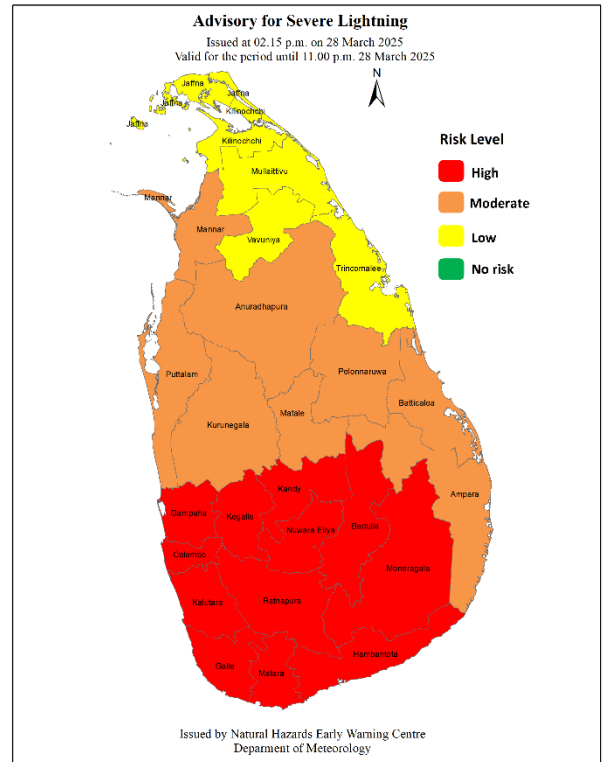 Advisory for Severe Lightning
Issued at 02.15 p.m. on 28 March 2025
Valid for the period until 11.00 p.m. 28 March 2025
N
Jaffna
Jaffna
Jaffna
Kilinochchi
Jaffna
Kilinochchi
Risk Level
High
Moderate
Low
No risk
Mullaittivu
Mannar
Mannar
Vavuniya
Trincomalee
Anuradhapura
Puttalam
Polonnaruwa
Batticaloa
Matale
Kurunegala
Kandy
Ampara
Gampaha
Kegalle
Nuwara Eliya
Badulla
Colombo
Moneragala
Kalutara
Ratnapura
Hambantota
Galle
Matara
Issued by Natural Hazards Early Warning Centre
Deparment of Meteorology